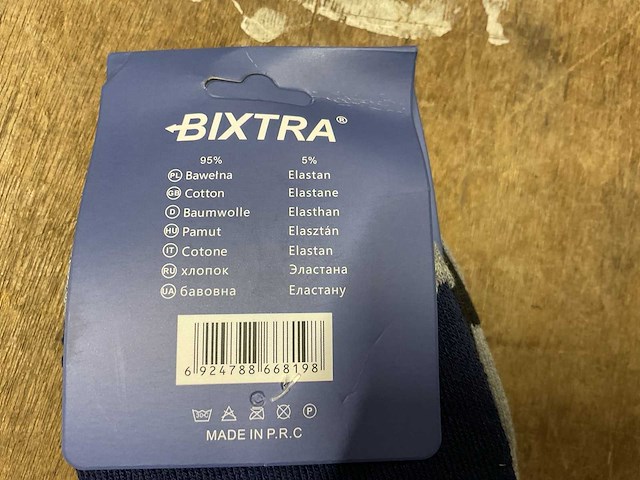 BIXTRA®
95% 5%
PL Bawełna Elastan
GB Cotton Elastane
D Baumwolle Elasthan
HU Pamut Elasztán
IT Cotone Elastan
RU хлопок Эластана
UA бавовна Еластану
6 924788 668198
30C P
MADE IN P.R.C